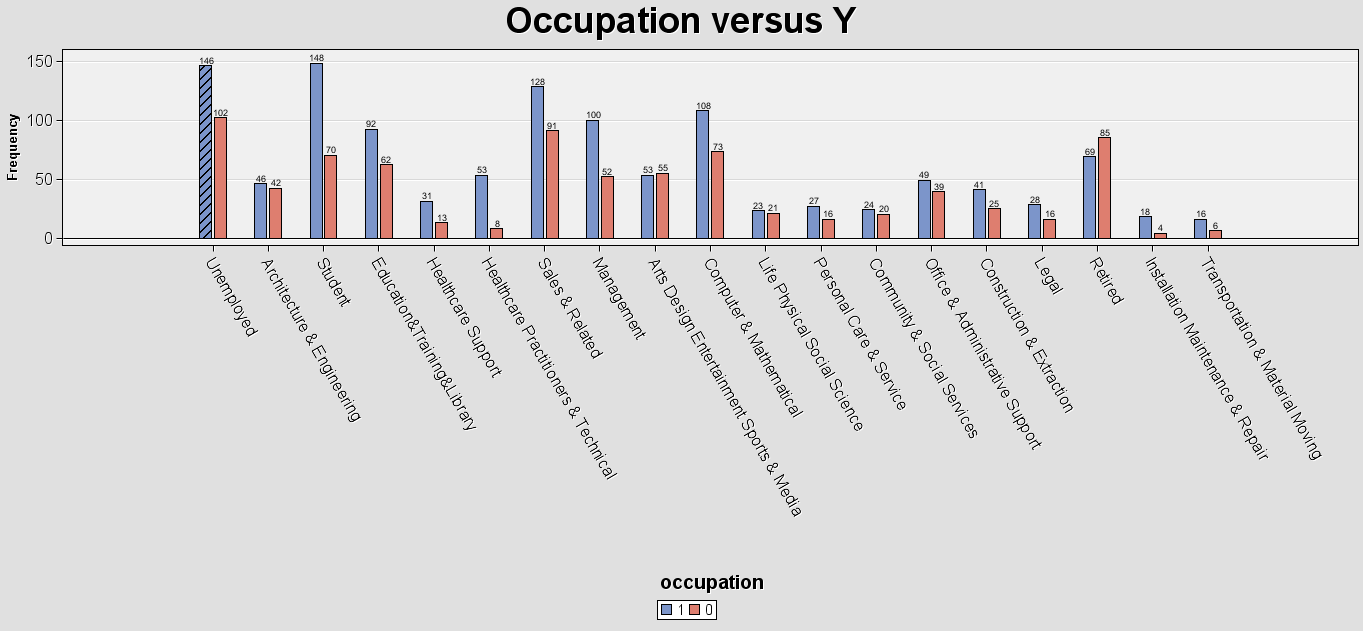 Occupation versus Y
Frequency
150
100
50
0
146
102
46
42
148
70
92
62
31
13
53
8
128
91
100
52
53
55
108
73
23
21
27
16
24
20
49
39
41
25
28
16
69
85
18
4
16
6
Unemployed
Architecture & Engineering
Student
Education&Training&Library
Healthcare Support
Healthcare Practitioners & Technical
Sales & Related
Management
Arts Design Entertainment Sports & Media
Computer & Mathematical
Life Physical Social Science
Personal Care & Service
Community & Social Services
Office & Administrative Support
Construction & Extraction
Legal
Retired
Installation Maintenance & Repair
Transportation & Material Moving
occupation
1 0